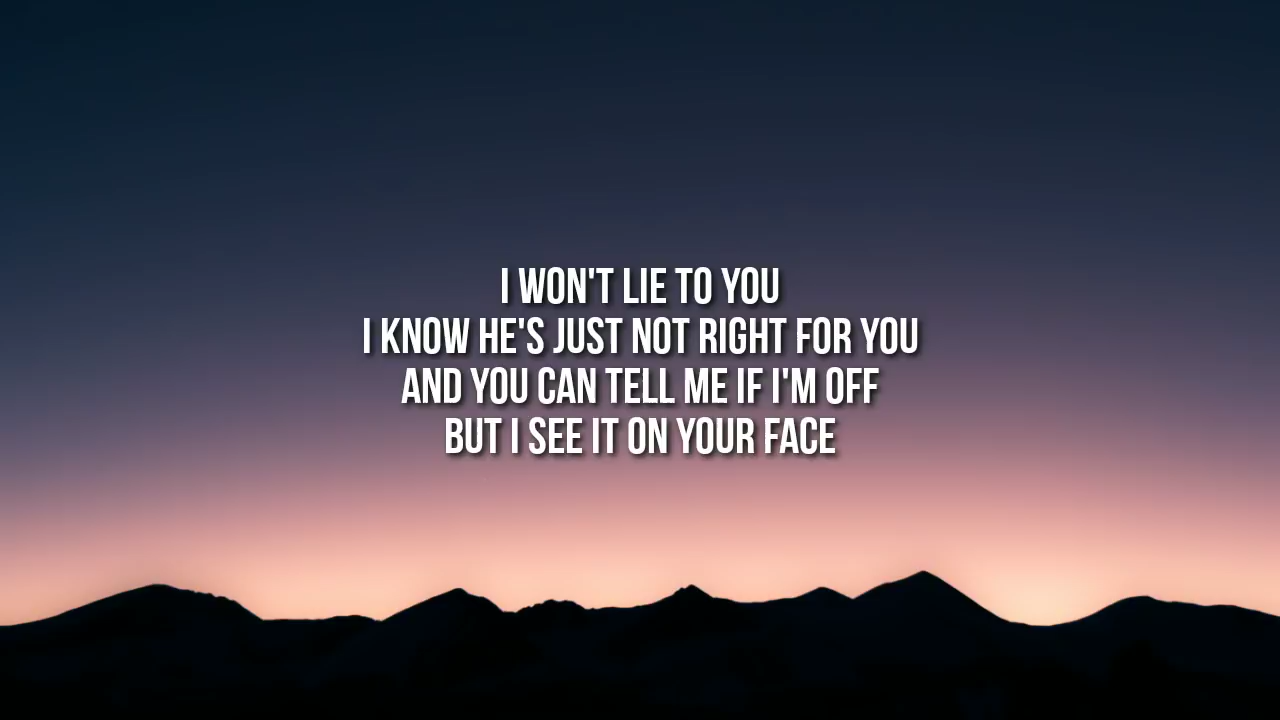 I WON'T LIE TO YOU
I KNOW HE'S JUST NOT RIGHT FOR YOU
AND YOU CAN TELL ME IF I'M OFF
BUT I SEE IT ON YOUR FACE